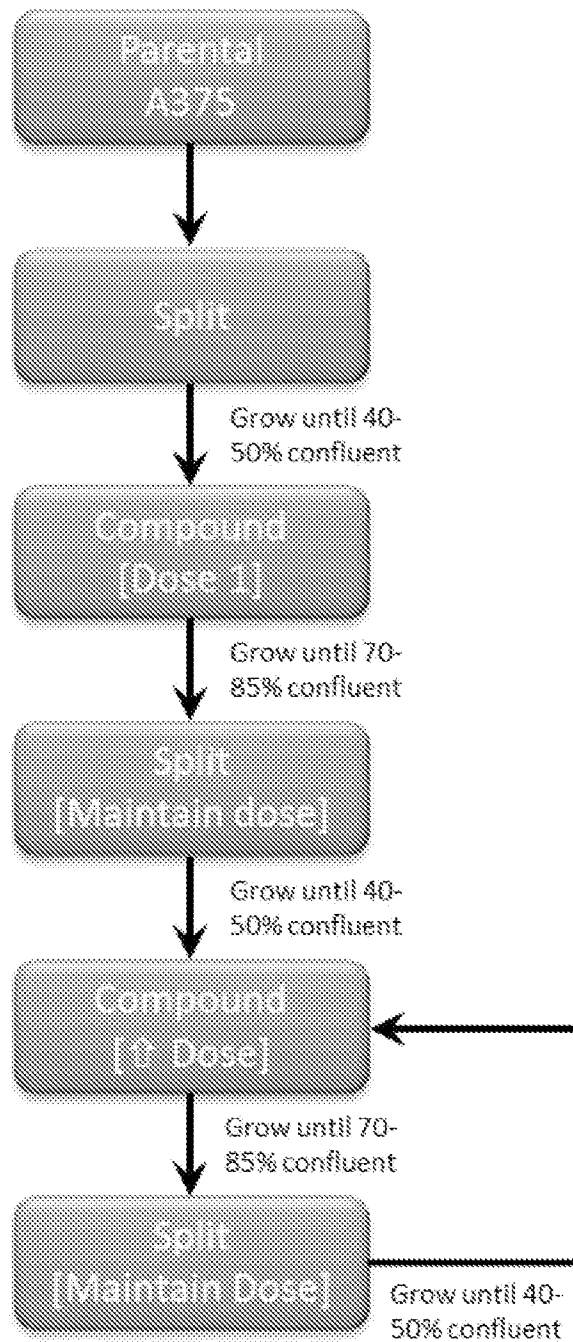 Parental
A375
Split
Grow until 40-
50% confluent
Compound
[Dose 1]
Grow until 70-
85% confluent
Split
[Maintain dose]
Grow until 40-
50% confluent
Compound
[⇧ Dose]
Grow until 70-
85% confluent
Split
[Maintain Dose]
Grow until 40-
50% confluent